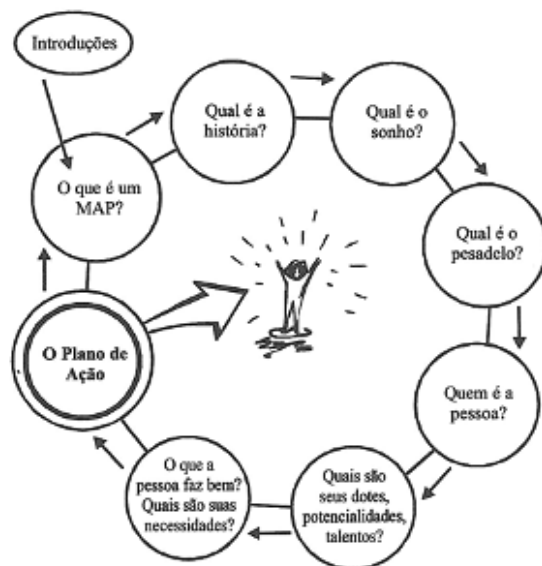 Introduções
O que é um
MAP?
Qual é a
história?
Qual é o
sonho?
Qual é o
pesadelo?
Quem é a
pessoa?
Quais são
seus dotes,
potencialidades,
talentos?
O que a
pessoa faz bem?
Quais são suas
necessidades?
O Plano de
Ação